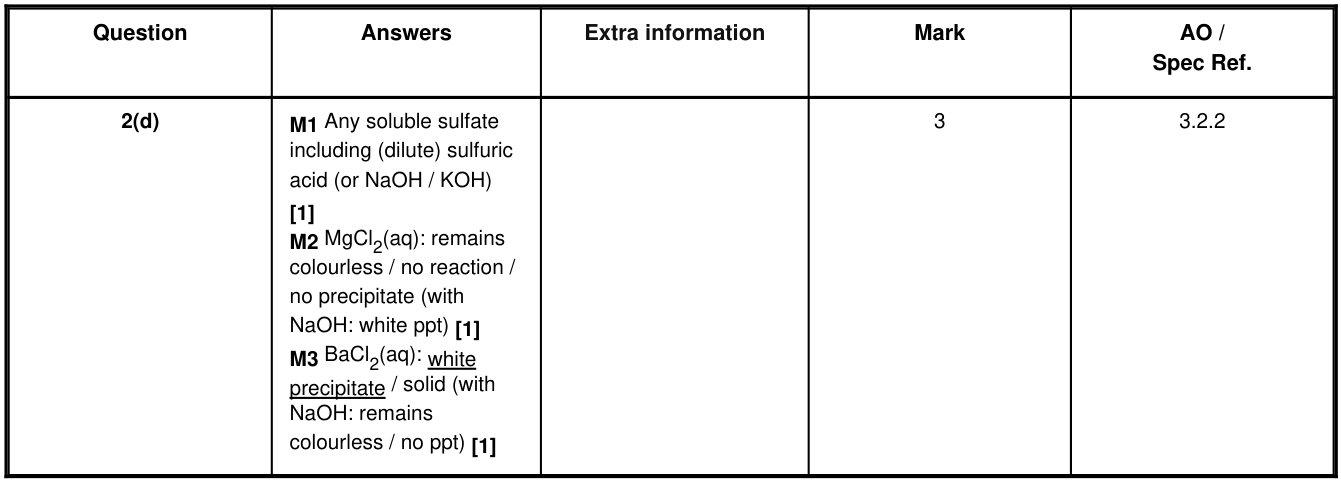 Question Answers Extra information Mark AO /
Spec Ref.
2(d) M1 Any soluble sulfate 3 3.2.2
including (dilute) sulfuric
acid (or NaOH / KOH)
[1]
M2 MgCl₂(aq): remains
colourless / no reaction /
no precipitate (with
NaOH: white ppt) [1]
M3 BaCl₂(aq): white
precipitate / solid (with
NaOH: remains
colourless / no ppt) [1]